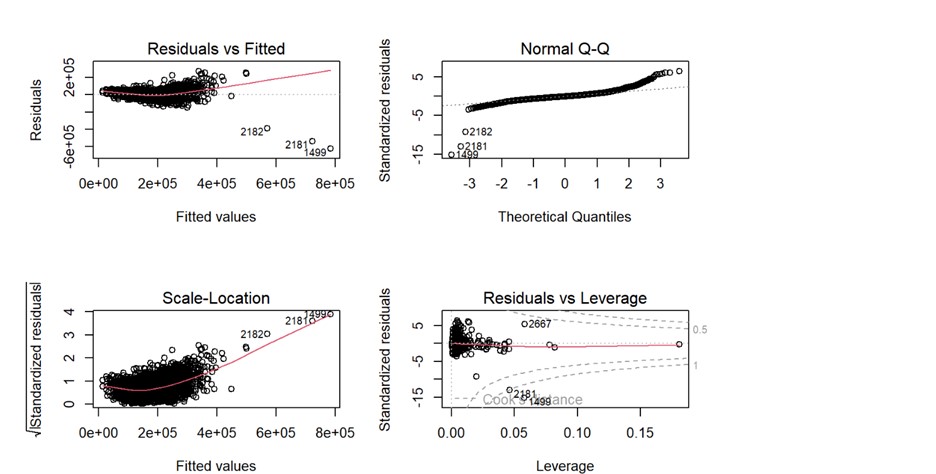 Residuals vs Fitted
Residuals
2e+05
-6e+05
2182
2181
1499
0e+00 2e+05 4e+05 6e+05 8e+05
Fitted values
Normal Q-Q
Standardized residuals
5
-5
-15
2182
2181
1499
-3 -2 -1 0 1 2 3
Theoretical Quantiles
Scale-Location
√|Standardized residuals|
4
3
2
1
0
1499
2181
2182
0e+00 2e+05 4e+05 6e+05 8e+05
Fitted values
Residuals vs Leverage
Standardized residuals
5
-5
-15
2667
0.5
1
2181
1499
Cook's distance
0.00 0.05 0.10 0.15
Leverage